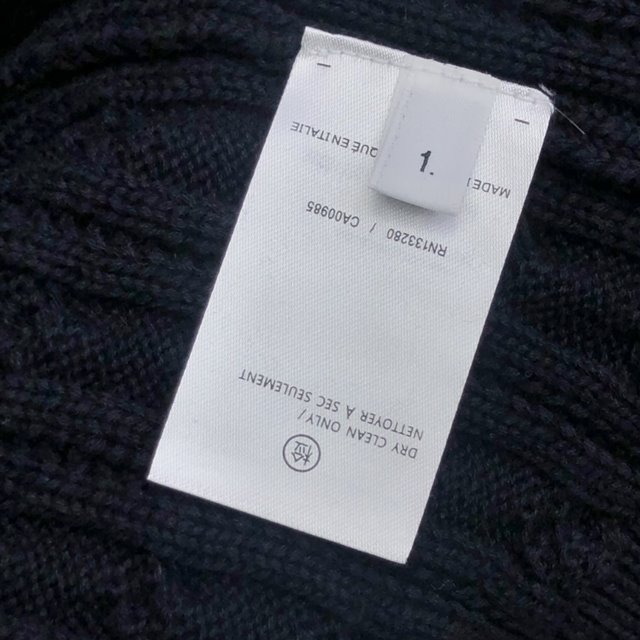 DRY CLEAN ONLY/
NETTOYER À SEC SEULEMENT
RN133280 / CA00985
MADE QUE EN ITALIE
1.